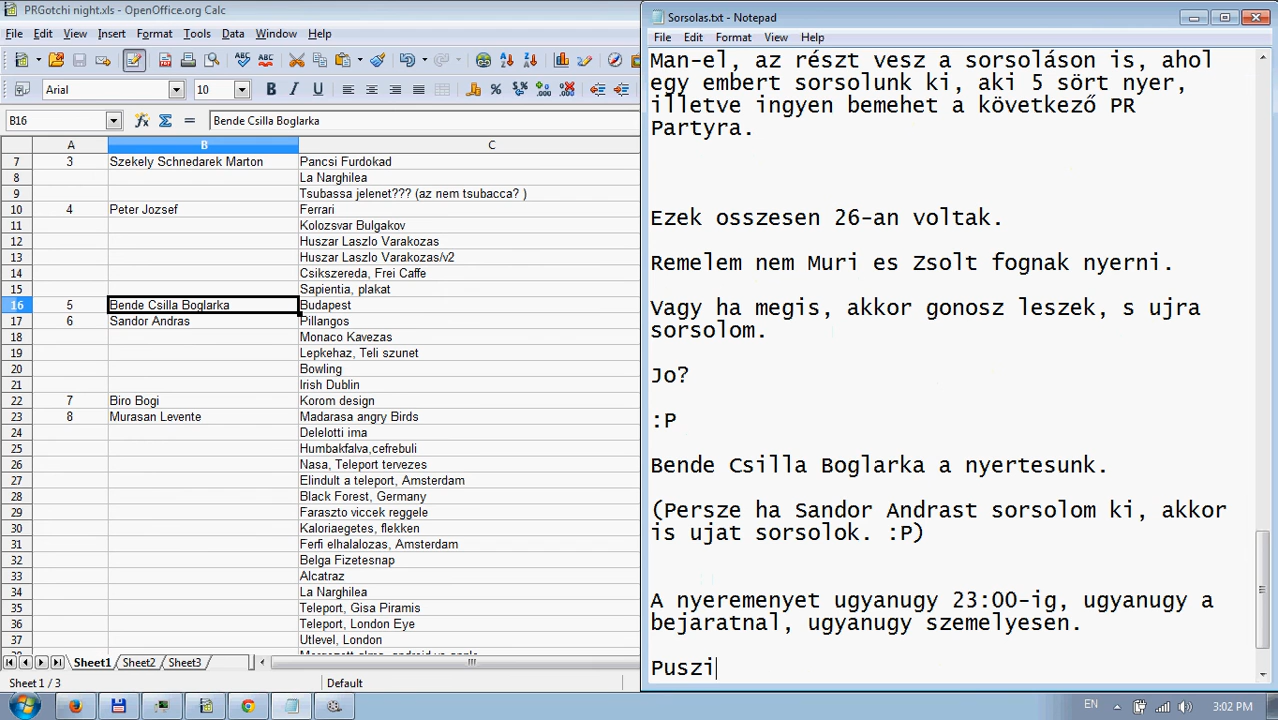 PRGotchi night.xls - OpenOffice.org Calc
File Edit View Insert Format Tools Data Window Help
Arial 10
B16 Bende Csilla Boglarka
A B C
7 3 Szekely Schnedarek Marton Pancsi Furdokad
8 La Narghilea
9 Tsubassa jelenet??? (az nem tsubacca? )
10 4 Peter Jozsef Ferrari
11 Kolozsvar Bulgakov
12 Huszar Laszlo Varakozas
13 Huszar Laszlo Varakozas/v2
14 Csikszereda, Frei Caffe
15 Sapientia, plakat
16 5 Bende Csilla Boglarka Budapest
17 6 Sandor Andras Pillangos
18 Monaco Kavezas
19 Lepkehaz, Teli szunet
20 Bowling
21 Irish Dublin
22 7 Biro Bogi Korom design
23 8 Murasan Levente Madarasa angry Birds
24 Delelotti ima
25 Humbakfalva,cefrebuli
26 Nasa, Teleport tervezes
27 Elindult a teleport, Amsterdam
28 Black Forest, Germany
29 Faraszto viccek reggele
30 Kaloriaegetes, flekken
31 Ferfi elhalalozas, Amsterdam
32 Belga Fizetesnap
33 Alcatraz
34 La Narghilea
35 Teleport, Gisa Piramis
36 Teleport, London Eye
37 Utlevel, London
Sheet1 Sheet2 Sheet3
Sheet 1 / 3 Default
Sorsolas.txt - Notepad
File Edit Format View Help
Man-el, az részt vesz a sorsoláson is, ahol
egy embert sorsolunk ki, aki 5 sört nyer,
illetve ingyen bemehet a következő PR
Partyra.
Ezek osszesen 26-an voltak.
Remelem nem Muri es Zsolt fognak nyerni.
Vagy ha megis, akkor gonosz leszek, s ujra
sorsolom.
Jo?
:P
Bende Csilla Boglarka a nyertesunk.
(Persze ha Sandor Andrast sorsolom ki, akkor
is ujat sorsolok. :P)
A nyeremenyet ugyanugy 23:00-ig, ugyanugy a
bejaratnal, ugyanugy szemelyesen.
Puszi
EN 3:02 PM